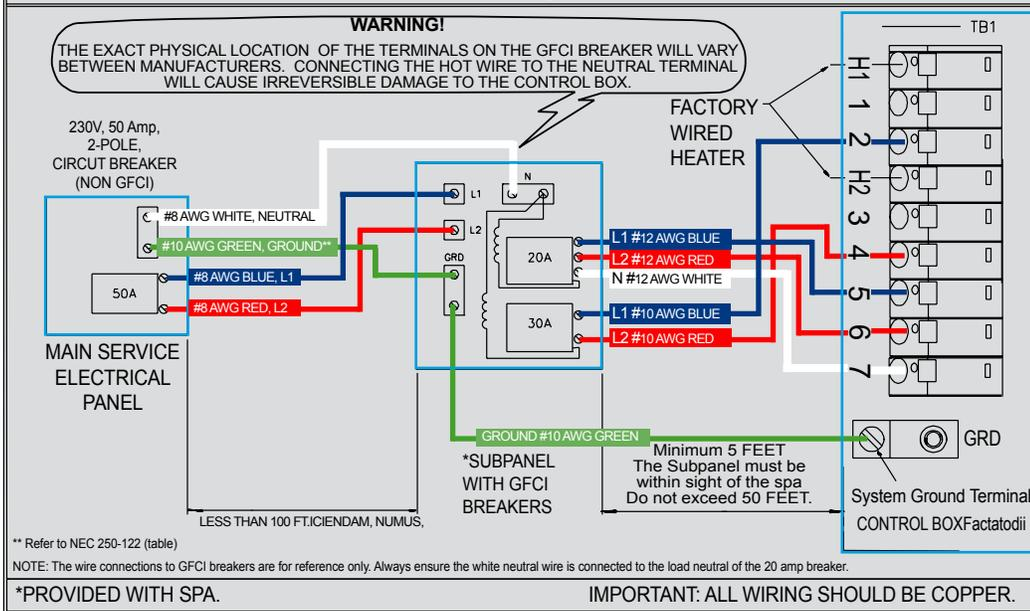 WARNING!
THE EXACT PHYSICAL LOCATION OF THE TERMINALS ON THE GFCI BREAKER WILL VARY
BETWEEN MANUFACTURERS. CONNECTING THE HOT WIRE TO THE NEUTRAL TERMINAL
WILL CAUSE IRREVERSIBLE DAMAGE TO THE CONTROL BOX.
230V, 50 Amp,
2-POLE,
CIRCUT BREAKER
(NON GFCI)
#8 AWG WHITE, NEUTRAL
#10 AWG GREEN, GROUND**
#8 AWG BLUE, L1
#8 AWG RED, L2
50A
MAIN SERVICE
ELECTRICAL
PANEL
N
L1
L2
GRD
20A
30A
L1 #12 AWG BLUE
L2 #12 AWG RED
N #12 AWG WHITE
L1 #10 AWG BLUE
L2 #10 AWG RED
GROUND #10 AWG GREEN
*SUBPANEL
WITH GFCI
BREAKERS
FACTORY
WIRED
HEATER
TB1
H1
1
2
H2
3
4
5
6
7
GRD
Minimum 5 FEET
The Subpanel must be
within sight of the spa
Do not exceed 50 FEET.
System Ground Terminal
CONTROL BOXFactatodii
LESS THAN 100 FT.ICIENDAM, NUMUS,
** Refer to NEC 250-122 (table)
NOTE: The wire connections to GFCI breakers are for reference only. Always ensure the white neutral wire is connected to the load neutral of the 20 amp breaker.
*PROVIDED WITH SPA.
IMPORTANT: ALL WIRING SHOULD BE COPPER.